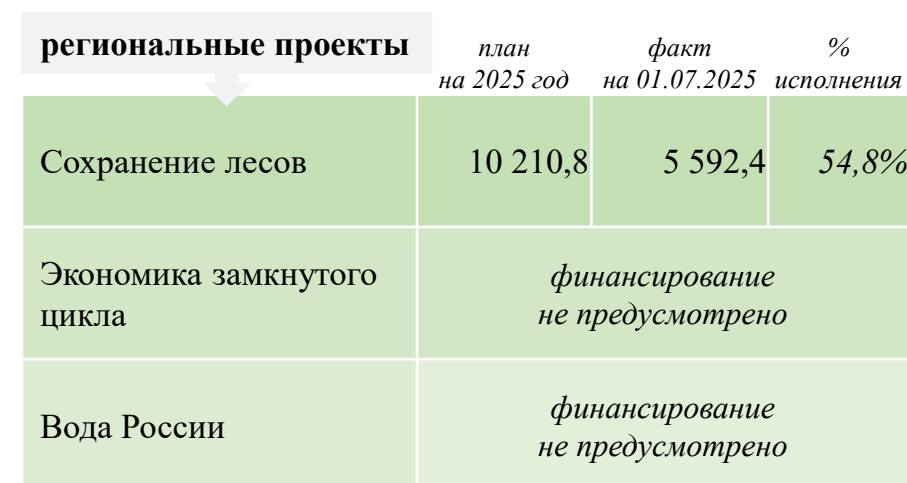 региональные проекты
план
на 2025 год
факт
на 01.07.2025
%
исполнения
Сохранение лесов
10 210,8
5 592,4
54,8%
Экономика замкнутого
цикла
финансирование
не предусмотрено
Вода России
финансирование
не предусмотрено